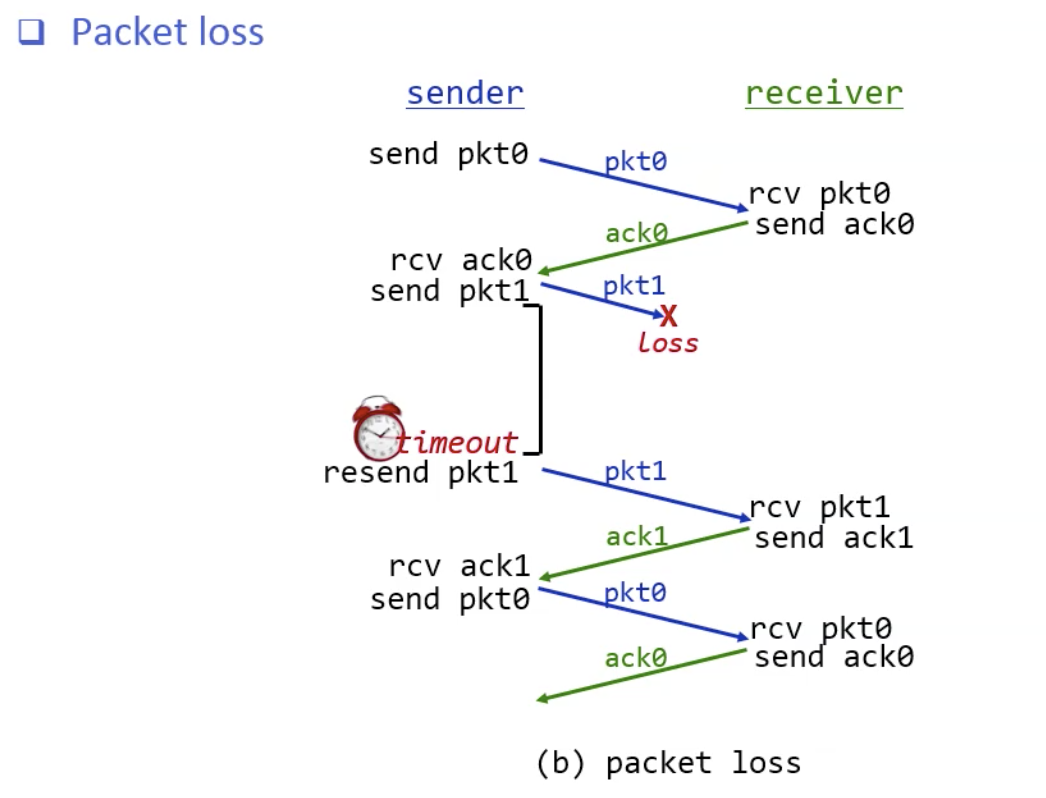 Packet loss
sender receiver
send pkt0
pkt0
rcv pkt0
send ack0
ack0
rcv ack0
send pkt1
pkt1
X
loss
timeout
resend pkt1
pkt1
rcv pkt1
send ack1
ack1
rcv ack1
send pkt0
pkt0
rcv pkt0
send ack0
ack0
(b) packet loss